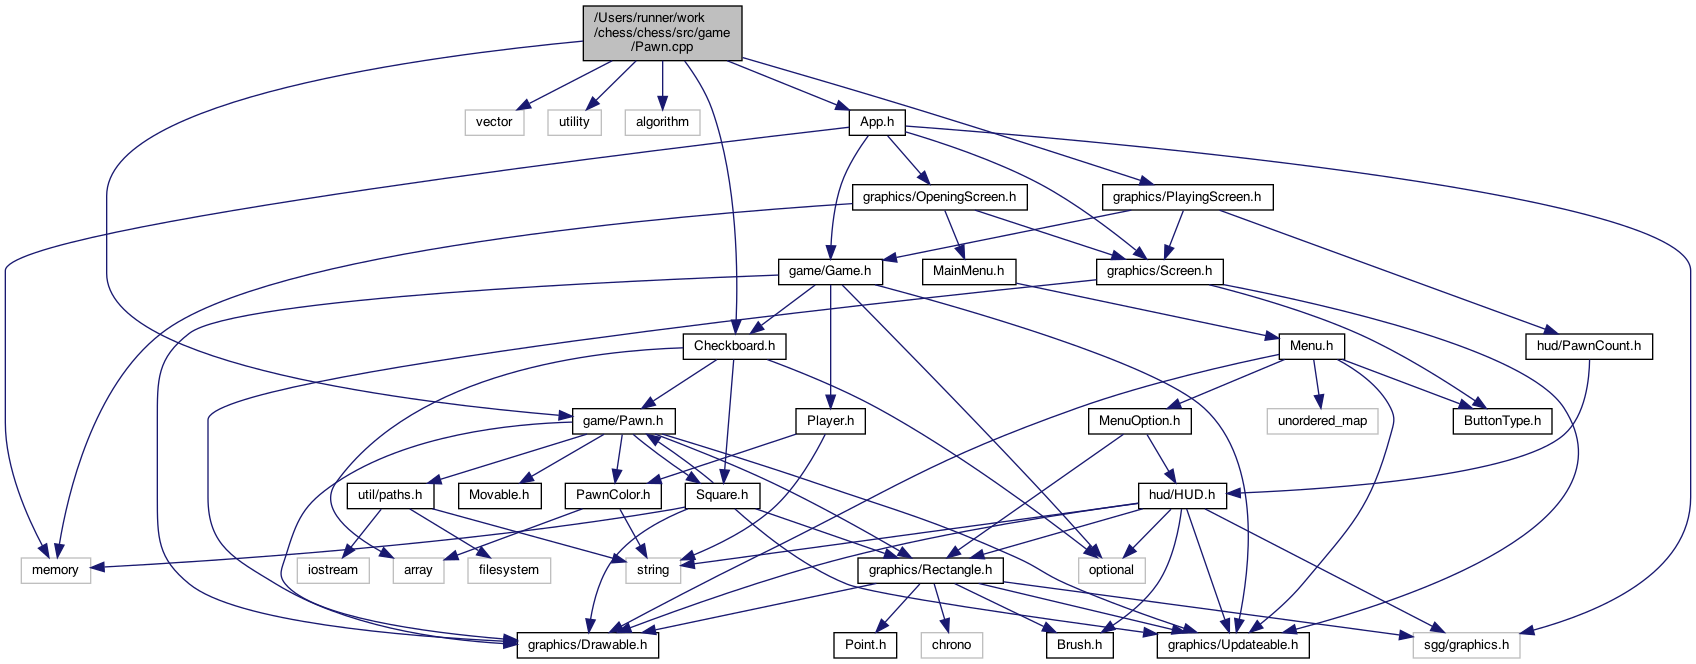 /Users/runner/work
/chess/chess/src/game
/Pawn.cpp
vector
utility
algorithm
App.h
graphics/OpeningScreen.h
graphics/PlayingScreen.h
game/Game.h
MainMenu.h
graphics/Screen.h
Checkboard.h
Menu.h
hud/PawnCount.h
game/Pawn.h
Player.h
MenuOption.h
unordered_map
ButtonType.h
util/paths.h
Movable.h
PawnColor.h
Square.h
hud/HUD.h
memory
iostream
array
filesystem
string
graphics/Rectangle.h
optional
graphics/Drawable.h
Point.h
chrono
Brush.h
graphics/Updateable.h
sgg/graphics.h